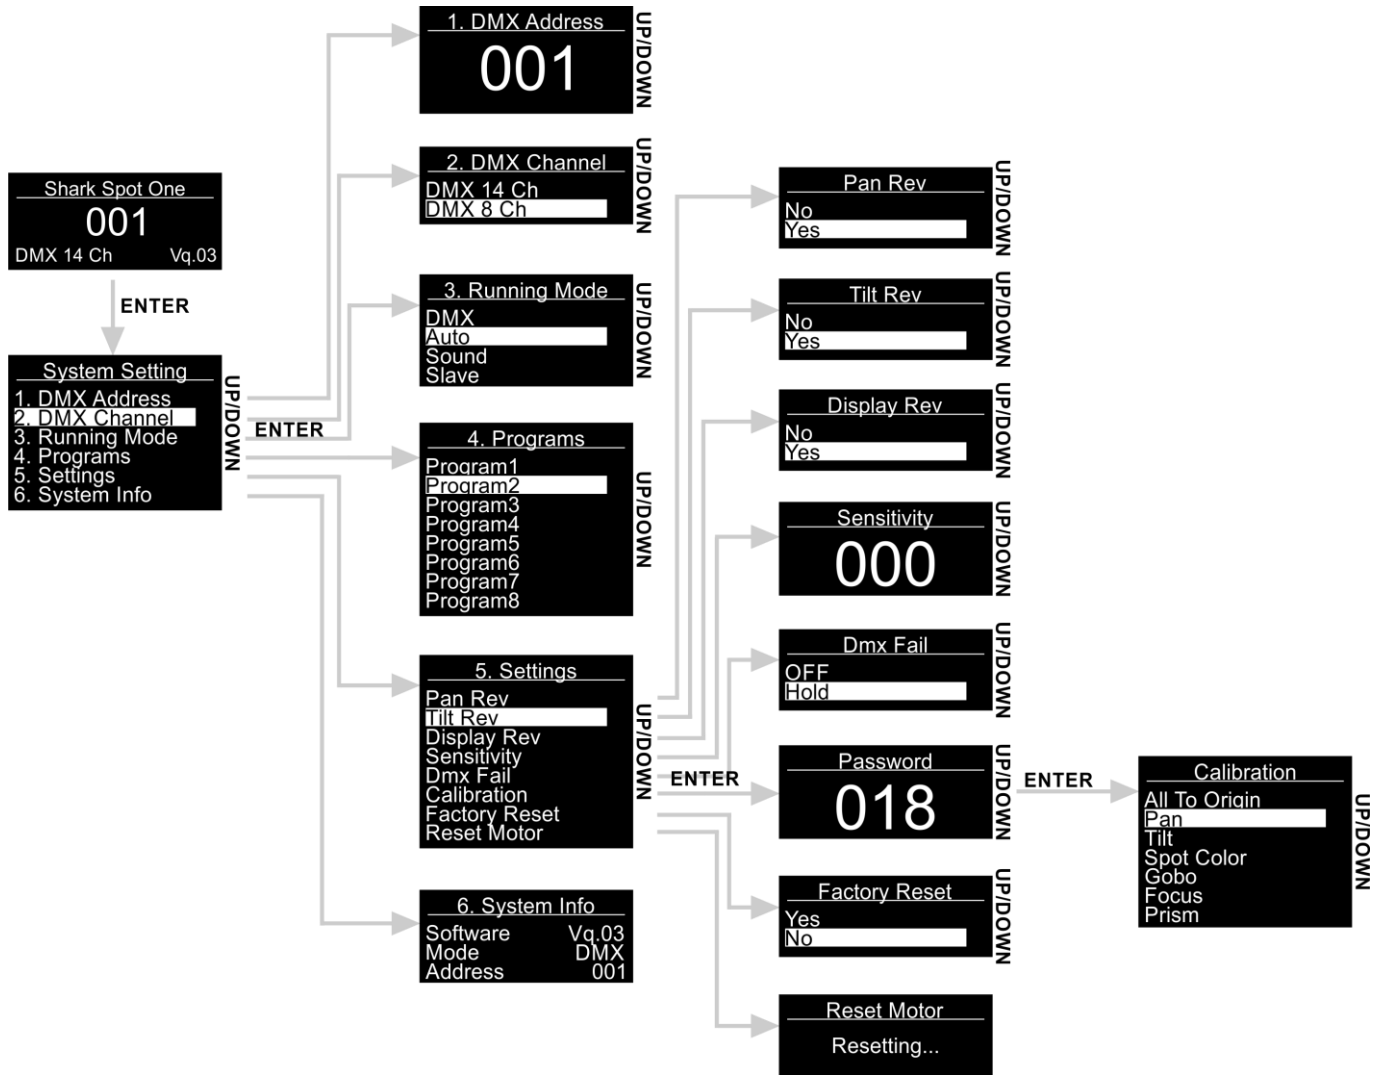 Shark Spot One
001
DMX 14 Ch Vq.03
ENTER
System Setting
1. DMX Address
2. DMX Channel
3. Running Mode
4. Programs
5. Settings
6. System Info
UP/DOWN
ENTER
1. DMX Address
001
UP/DOWN
2. DMX Channel
DMX 14 Ch
DMX 8 Ch
UP/DOWN
3. Running Mode
DMX
Auto
Sound
Slave
UP/DOWN
4. Programs
Program1
Program2
Program3
Program4
Program5
Program6
Program7
Program8
UP/DOWN
5. Settings
Pan Rev
Tilt Rev
Display Rev
Sensitivity
Dmx Fail
Calibration
Factory Reset
Reset Motor
UP/DOWN
ENTER
6. System Info
Software Vq.03
Mode DMX
Address 001
Pan Rev
No
Yes
UP/DOWN
Tilt Rev
No
Yes
UP/DOWN
Display Rev
No
Yes
UP/DOWN
Sensitivity
000
UP/DOWN
Dmx Fail
OFF
Hold
UP/DOWN
Password
018
UP/DOWN
ENTER
Factory Reset
Yes
No
UP/DOWN
Reset Motor
Resetting...
Calibration
All To Origin
Pan
Tilt
Spot Color
Gobo
Focus
Prism
UP/DOWN